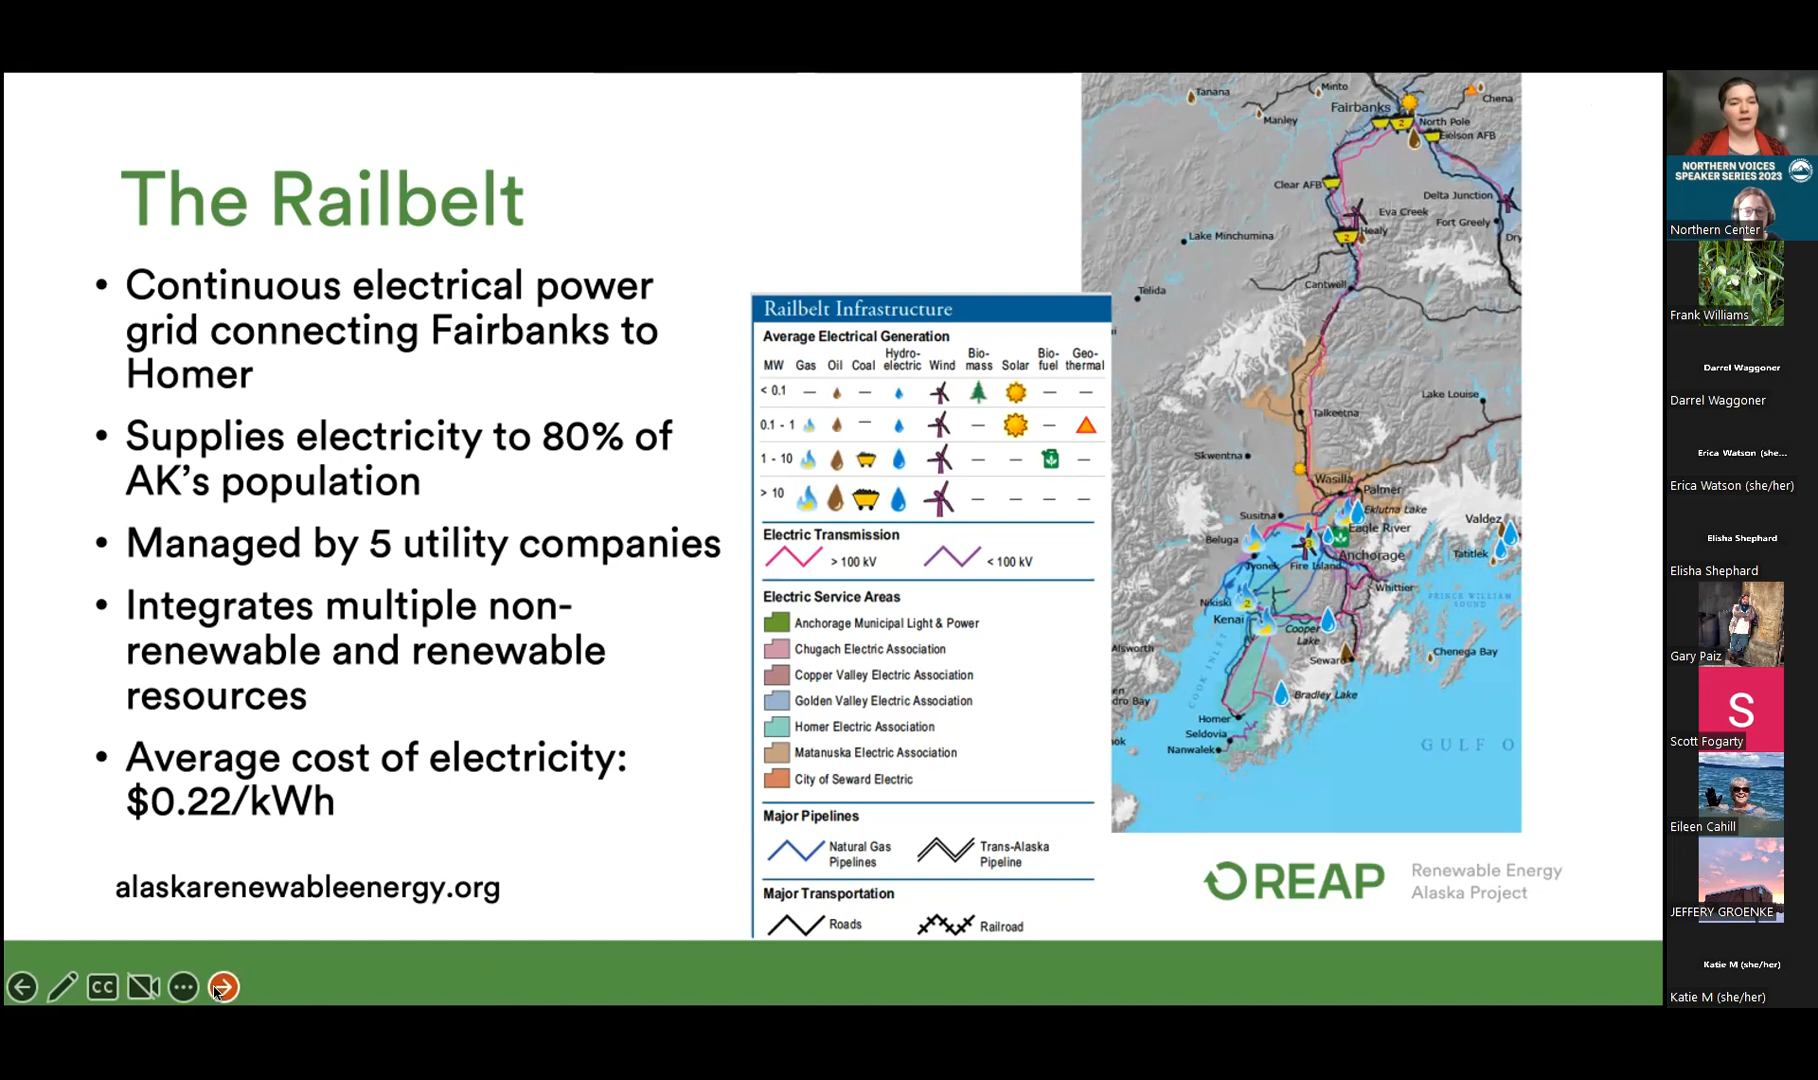 The Railbelt
• Continuous electrical power
grid connecting Fairbanks to
Homer
• Supplies electricity to 80% of
AK's population
• Managed by 5 utility companies
• Integrates multiple non-
renewable and renewable
resources
• Average cost of electricity:
$0.22/kWh
alaskarenewableenergy.org
Railbelt Infrastructure
Average Electrical Generation
MW Gas Oil Coal Hydro-electric Wind Bio-mass Solar Bio-fuel Geo-thermal
< 0.1
0.1 - 1
1 - 10
> 10
Electric Transmission
> 100 kV < 100 kV
Electric Service Areas
Anchorage Municipal Light & Power
Chugach Electric Association
Copper Valley Electric Association
Golden Valley Electric Association
Homer Electric Association
Matanuska Electric Association
City of Seward Electric
Major Pipelines
Natural Gas
Pipelines
Trans-Alaska
Pipeline
Major Transportation
Roads Railroad
Tanana
Minto
Chena
Fairbanks
Manley
2
North Pole
Eielson AFB
Clear AFB
Delta Junction
Eva Creek
Fort Greely
Healy
2
Lake Minchumina
Dry
Cantwell
Telida
Lake Louise
Talkeetna
Skwentna
Wasilla
Palmer
Eklutna Lake
Susitna
Eagle River
Valdez
Beluga
3
Anchorage
Tatitlek
Tyonek
Fire Island
Whittier
PRINCE WILLIAM
SOUND
Nikiski
2
Kenai
Cooper
Lake
Alsworth
Seward
Chenega Bay
COOK INLET
Bradley Lake
dro Bay
Homer
Seldovia
Nanwalek
ok
GULF O
REAP
Renewable Energy
Alaska Project
CC
NORTHERN VOICES
SPEAKER SERIES 2023
Northern Center
Frank Williams
Darrel Waggoner
Darrel Waggoner
Erica Watson (she...
Erica Watson (she/her)
Elisha Shephard
Elisha Shephard
Gary Paiz
S
Scott Fogarty
Eileen Cahill
JEFFERY GROENKE
Katie M (she/her)
Katie M (she/her)